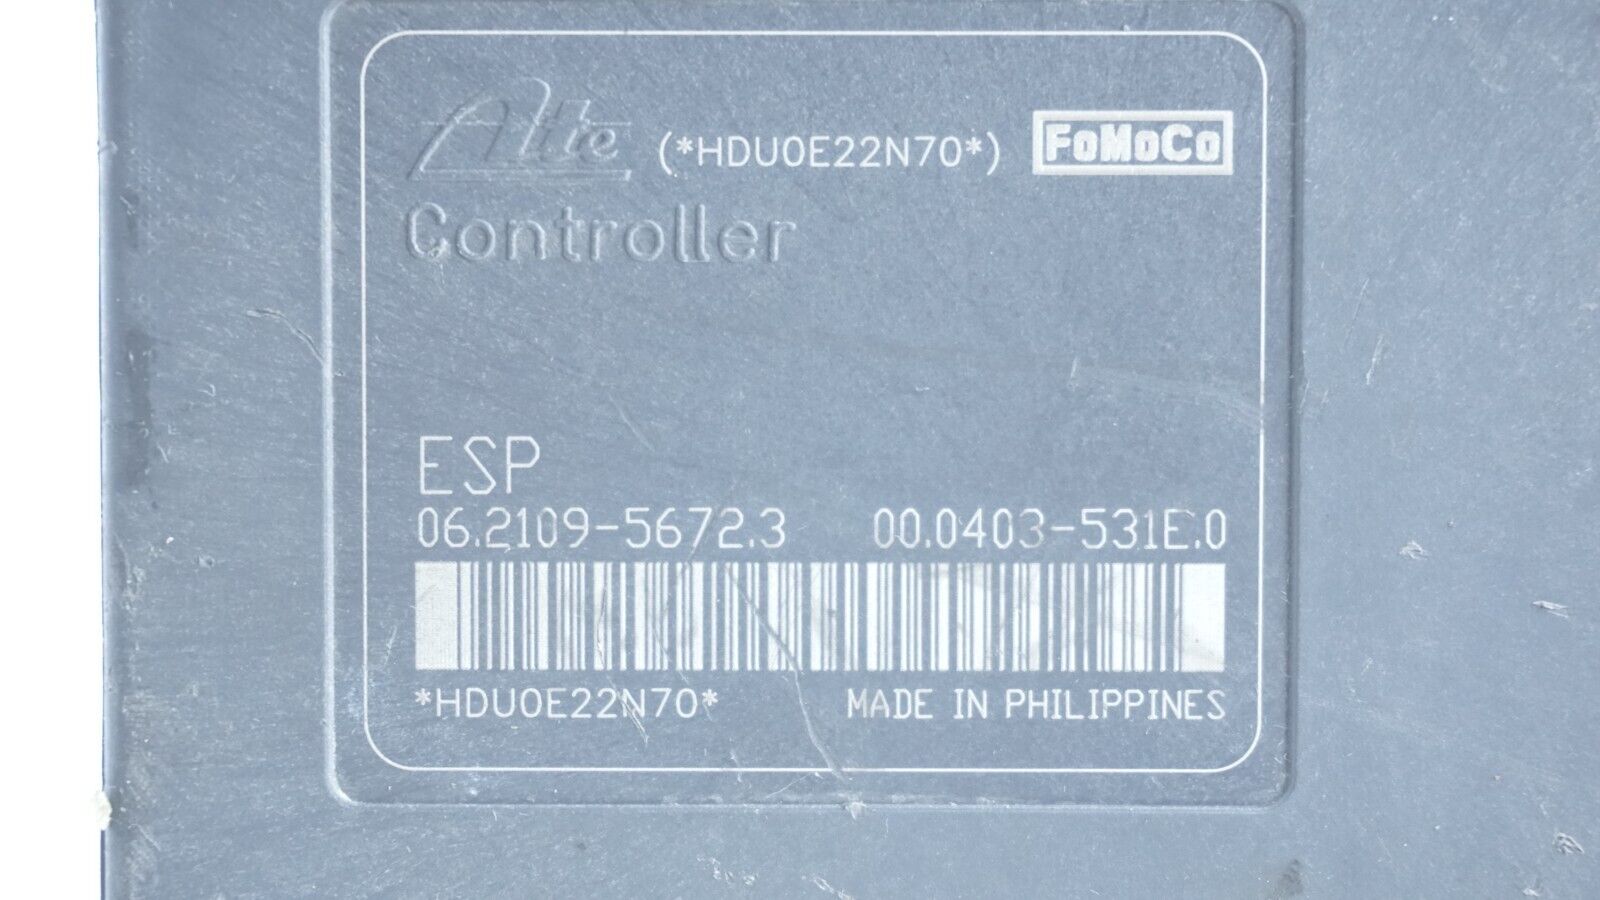 Ate (*HDU0E22N70*) FoMoCo
Controller
ESP
06.2109-5672.3 00.0403-531E.0
*HDU0E22N70* MADE IN PHILIPPINES